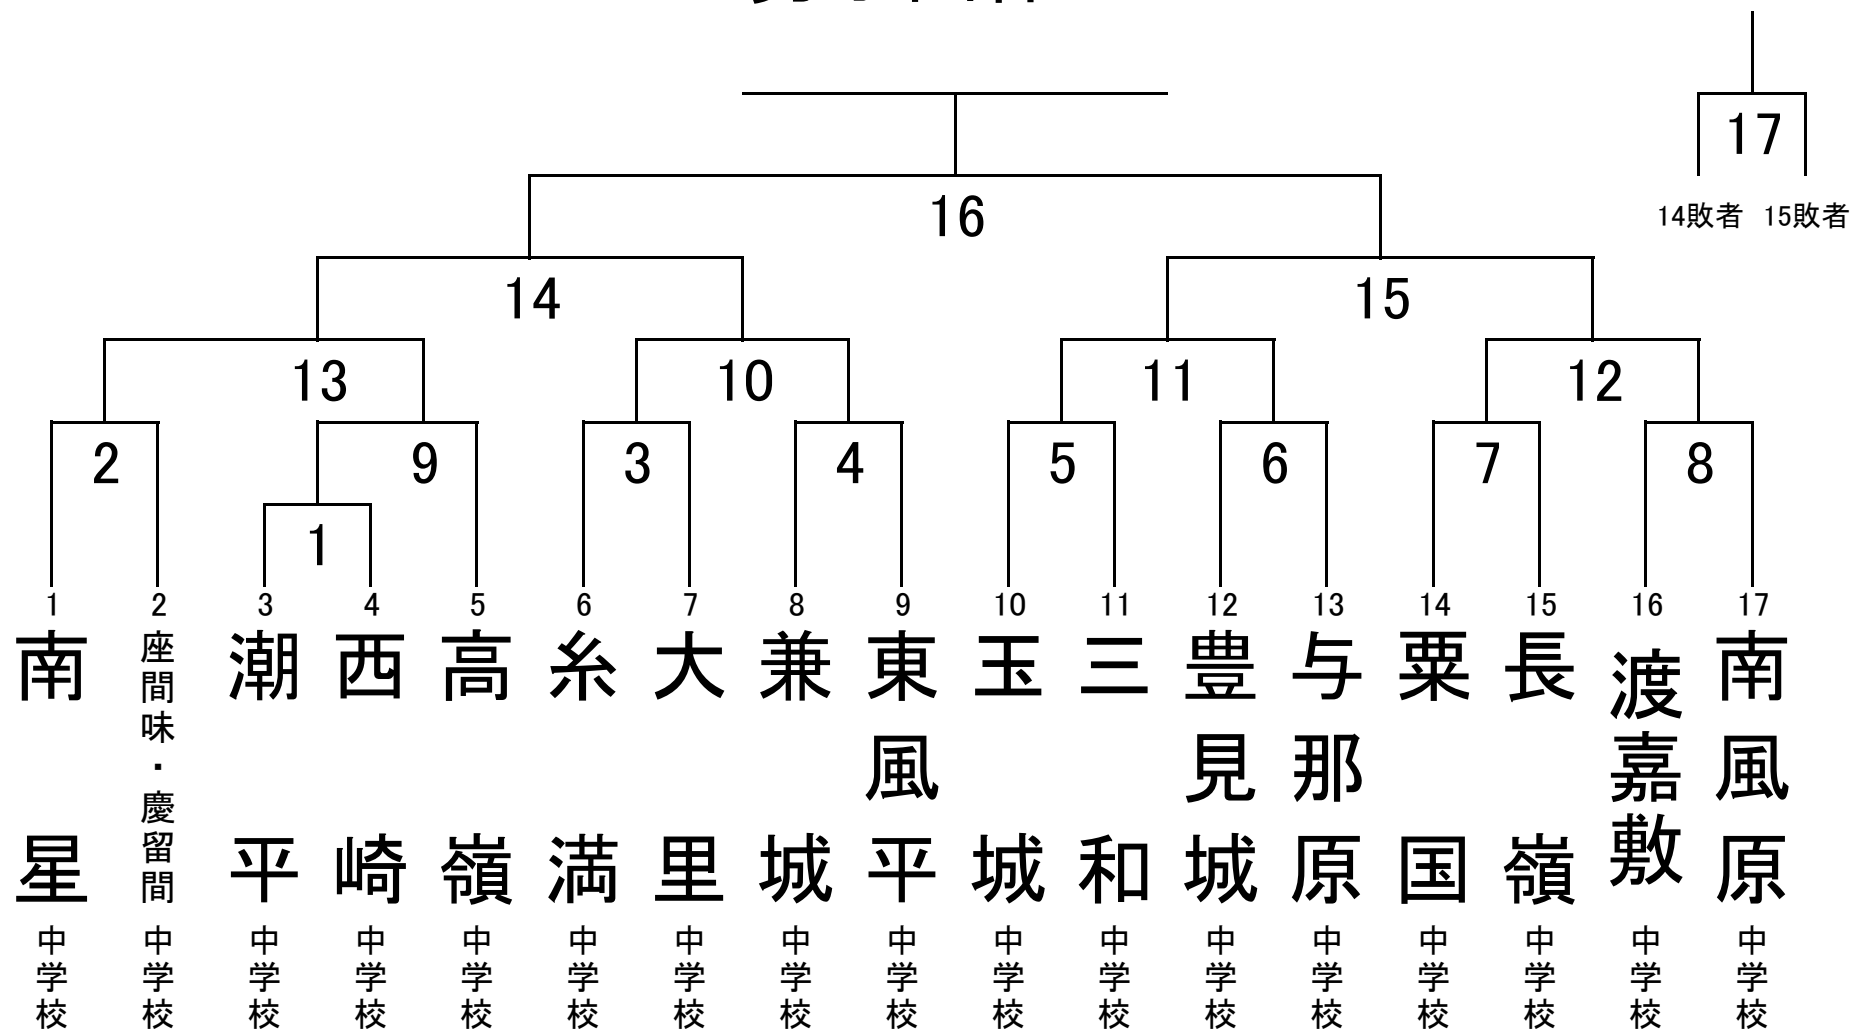 17
14敗者 15敗者
16
14 15
13 10 11 12
2 9 3 4 5 6 7 8
1
1 2 3 4 5 6 7 8 9 10 11 12 13 14 15 16 17
南星中学校
座間味・慶留間中学校
潮平中学校
西崎中学校
高嶺中学校
糸満中学校
大里中学校
兼城中学校
東風平中学校
玉城中学校
三和中学校
豊見城中学校
与那原中学校
粟国中学校
長嶺中学校
渡嘉敷中学校
南風原中学校